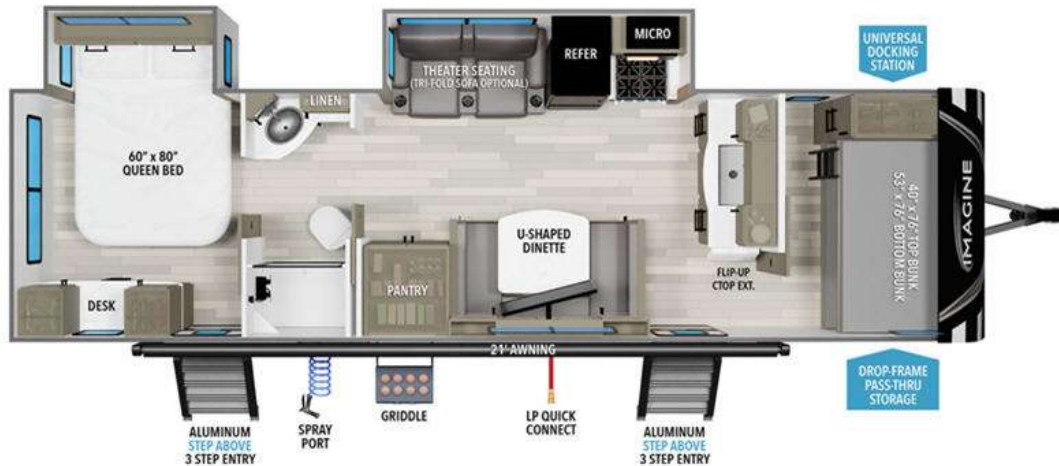 UNIVERSAL
DOCKING
STATION
MICRO
REFER
THEATER SEATING
(TRI-FOLD SOFA OPTIONAL)
LINEN
60" x 80"
QUEEN BED
40" x 76" TOP BUNK
53" x 76" BOTTOM BUNK
IMAGINE
U-SHAPED
DINETTE
FLIP-UP
CTOP EXT.
PANTRY
DESK
21' AWNING
DROP-FRAME
PASS-THRU
STORAGE
ALUMINUM
STEP ABOVE
3 STEP ENTRY
SPRAY
PORT
GRIDDLE
LP QUICK
CONNECT
ALUMINUM
STEP ABOVE
3 STEP ENTRY